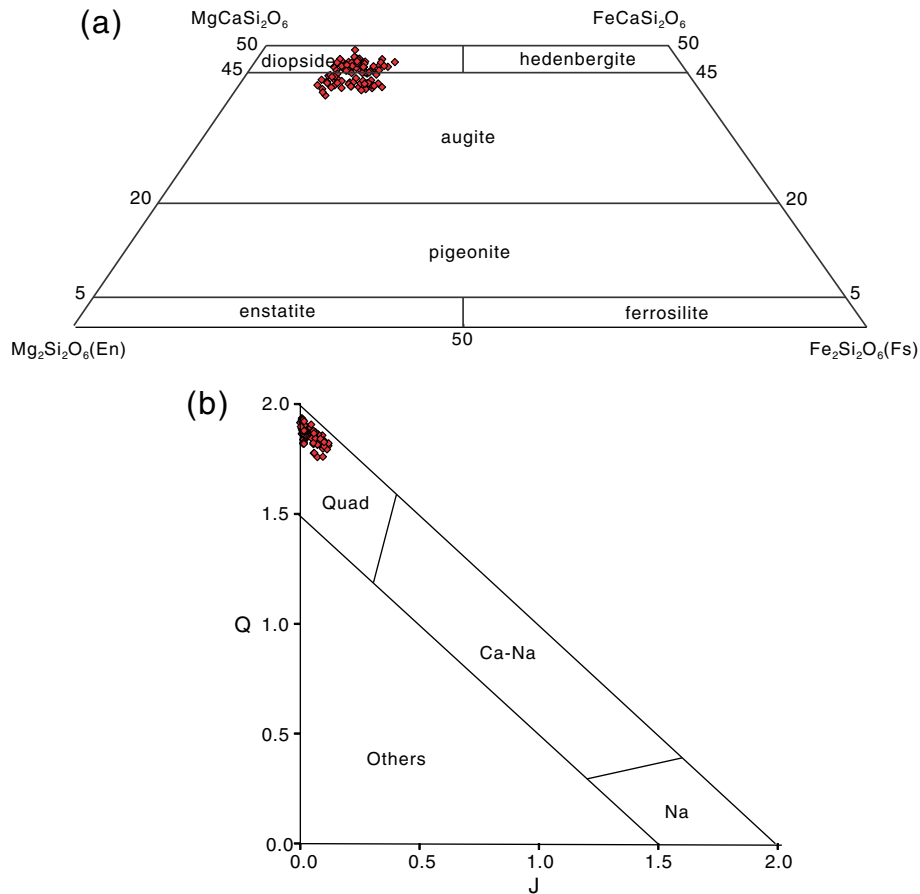 (a)
MgCaSi₂O₆ FeCaSi₂O₆
50 50
diopside hedenbergite
45 45
augite
20 20
pigeonite
5 5
enstatite ferrosilite
50
Mg₂Si₂O₆(En) Fe₂Si₂O₆(Fs)
(b)
2.0
Quad
1.5
Q 1.0
Ca-Na
0.5
Others
Na
0.0
0.0 0.5 1.0 1.5 2.0
J